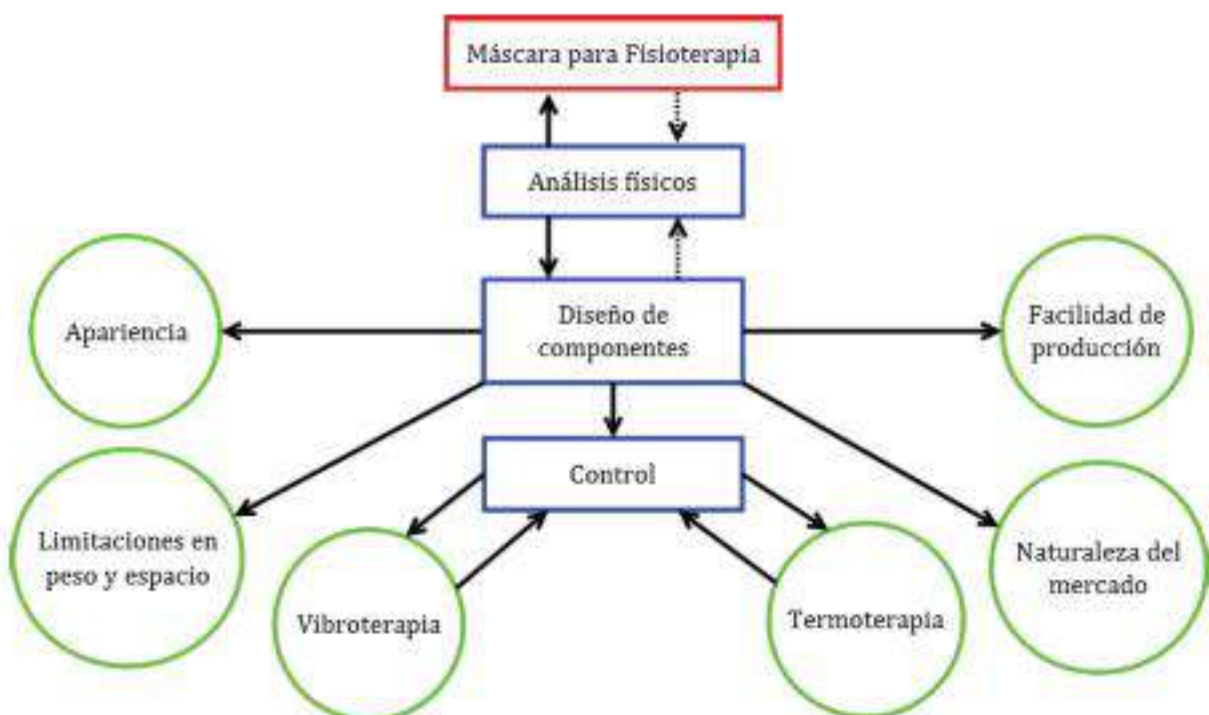 Máscara para Fisioterapia
Análisis físicos
Apariencia
Diseño de
componentes
Facilidad de
producción
Control
Limitaciones en
peso y espacio
Vibroterapia
Termoterapia
Naturaleza del
mercado